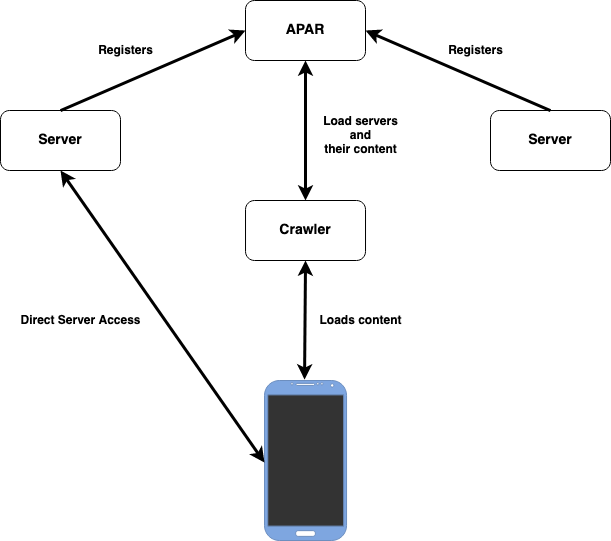 APAR
Registers
Registers
Server
Load servers
and
their content
Server
Crawler
Direct Server Access
Loads content